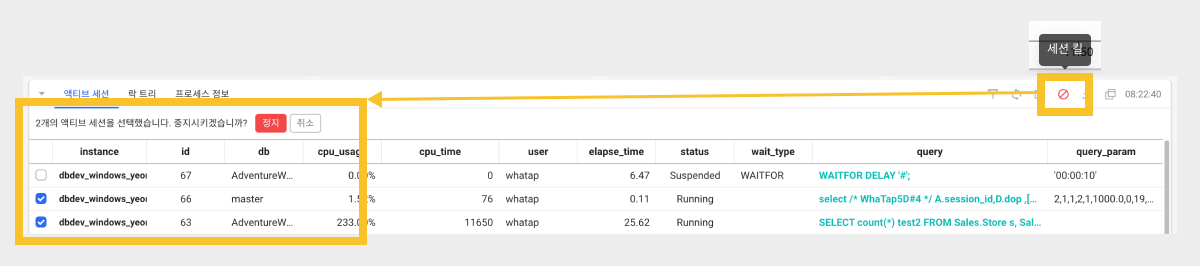 세션 킬
액티브 세션 락 트리 프로세스 정보 08:22:40
2개의 액티브 세션을 선택했습니다. 중지시키겠습니까? 정지 취소
instance id db cpu_usag cpu_time user elapse_time status wait_type query query_param
dbdev_windows_yeo 67 AdventureW... 0.00% 0 whatap 6.47 Suspended WAITFOR WAITFOR DELAY '#'; '00:00:10'
dbdev_windows_yeo 66 master 76 whatap 0.11 Running select /* WhaTap5D#4 */ A.session_id,D.dop ,[... 2,1,1,2,1,1000.0,0,19,...
dbdev_windows_yeo 63 AdventureW... 233.00% 11650 whatap 25.62 Running SELECT count(*) test2 FROM Sales.Store s, Sal...